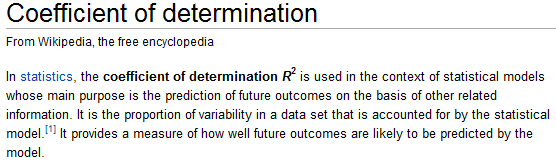 Coefficient of determination
From Wikipedia, the free encyclopedia
In statistics, the coefficient of determination R² is used in the context of statistical models
whose main purpose is the prediction of future outcomes on the basis of other related
information. It is the proportion of variability in a data set that is accounted for by the statistical
model.[1] It provides a measure of how well future outcomes are likely to be predicted by the
model.